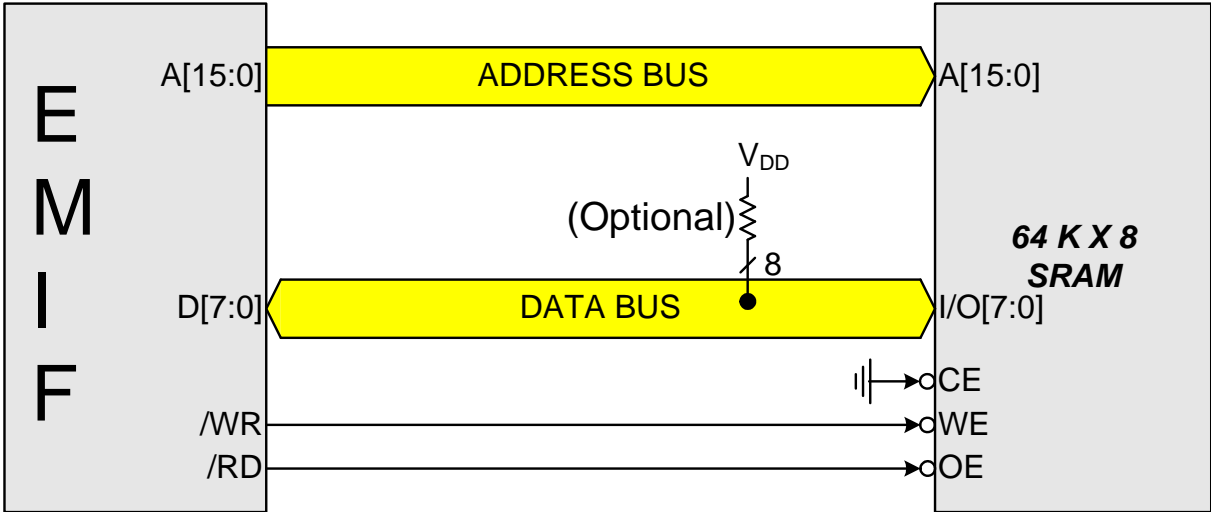 E
M
I
F
A[15:0]
ADDRESS BUS
A[15:0]
VDD
(Optional)
8
64 K X 8
SRAM
D[7:0]
DATA BUS
I/O[7:0]
CE
/WR
WE
/RD
OE